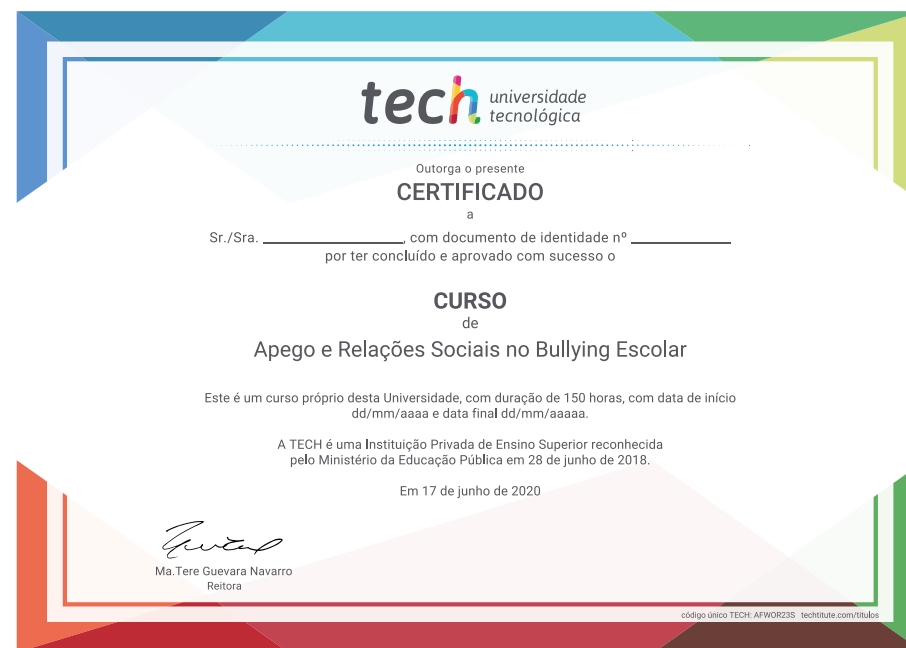 tech universidade
tecnológica
Outorga o presente
CERTIFICADO
a
Sr./Sra. ____________________, com documento de identidade nº ______________
por ter concluído e aprovado com sucesso o
CURSO
de
Apego e Relações Sociais no Bullying Escolar
Este é um curso próprio desta Universidade, com duração de 150 horas, com data de início
dd/mm/aaaa e data final dd/mm/aaaaa.
A TECH é uma Instituição Privada de Ensino Superior reconhecida
pelo Ministério da Educação Pública em 28 de junho de 2018.
Em 17 de junho de 2020
Ma.Tere Guevara Navarro
Reitora
código único TECH: AFWOR23S techtitute.com/titulos